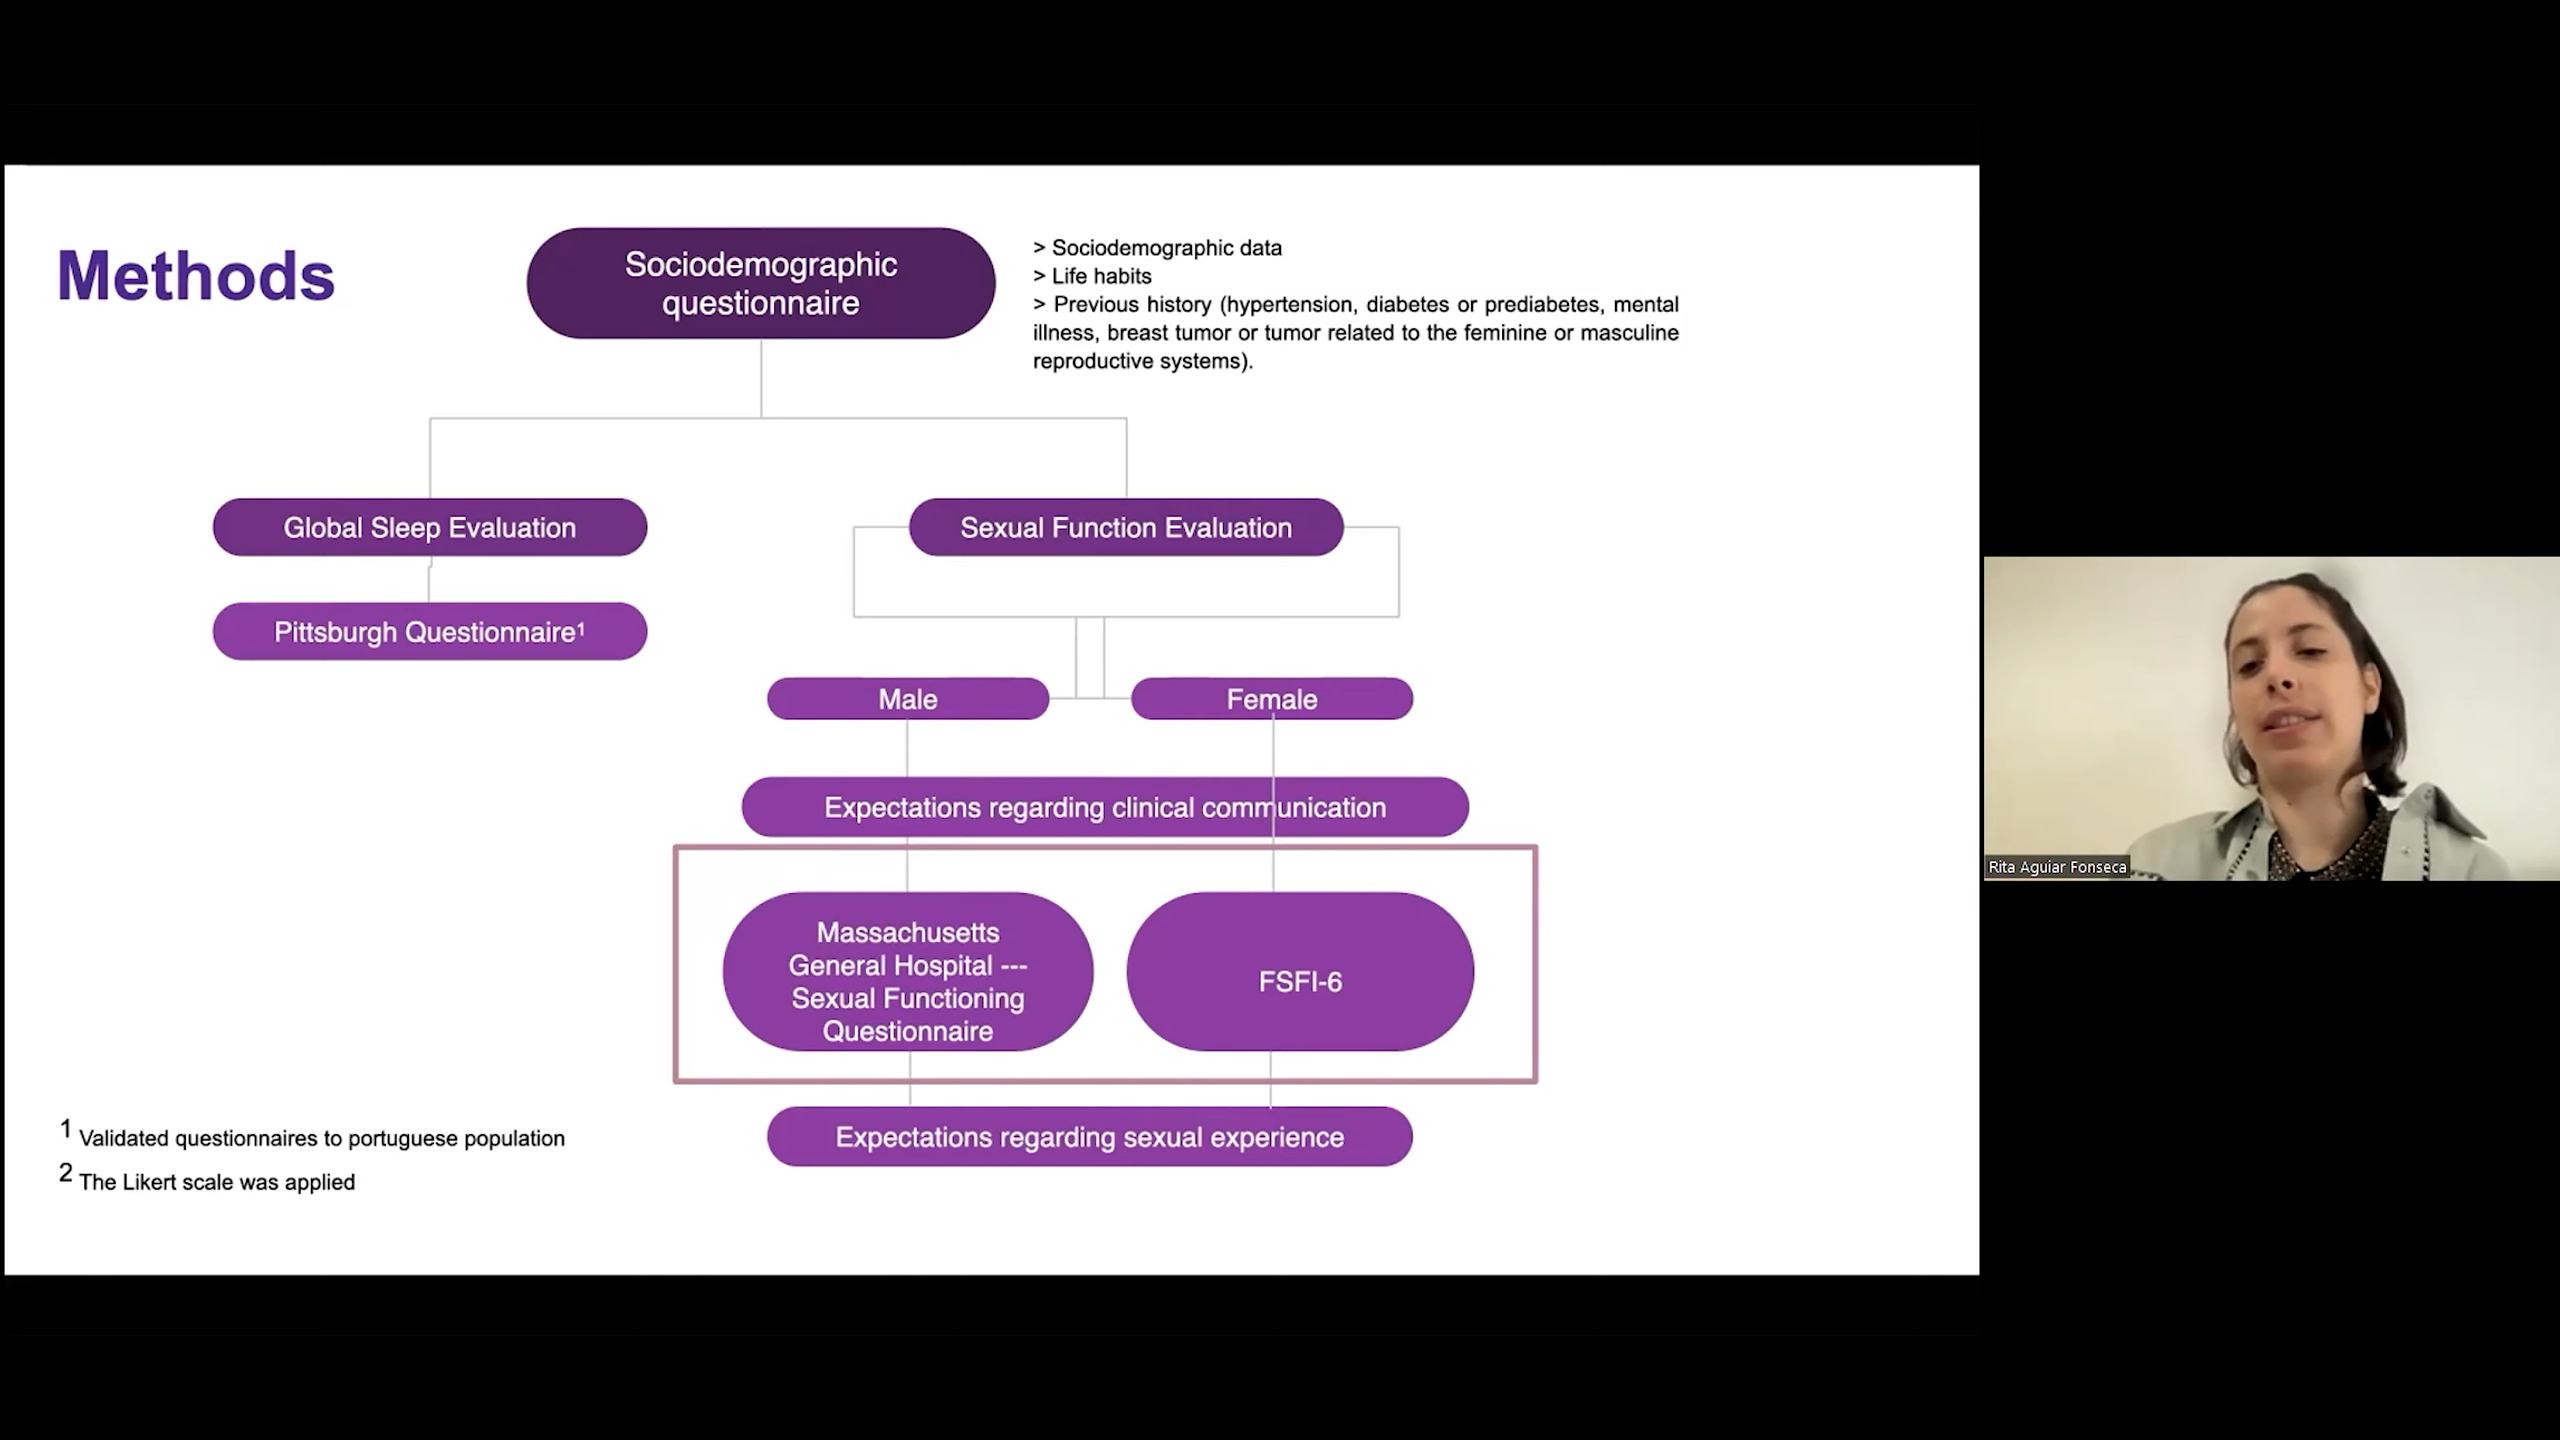 Methods
Sociodemographic
questionnaire
> Sociodemographic data
> Life habits
> Previous history (hypertension, diabetes or prediabetes, mental
illness, breast tumor or tumor related to the feminine or masculine
reproductive systems).
Global Sleep Evaluation
Sexual Function Evaluation
Pittsburgh Questionnaire¹
Male
Female
Expectations regarding clinical communication
Massachusetts
General Hospital ---
Sexual Functioning
Questionnaire
FSFI-6
Expectations regarding sexual experience
1 Validated questionnaires to portuguese population
2 The Likert scale was applied
Rita Aguiar Fonseca